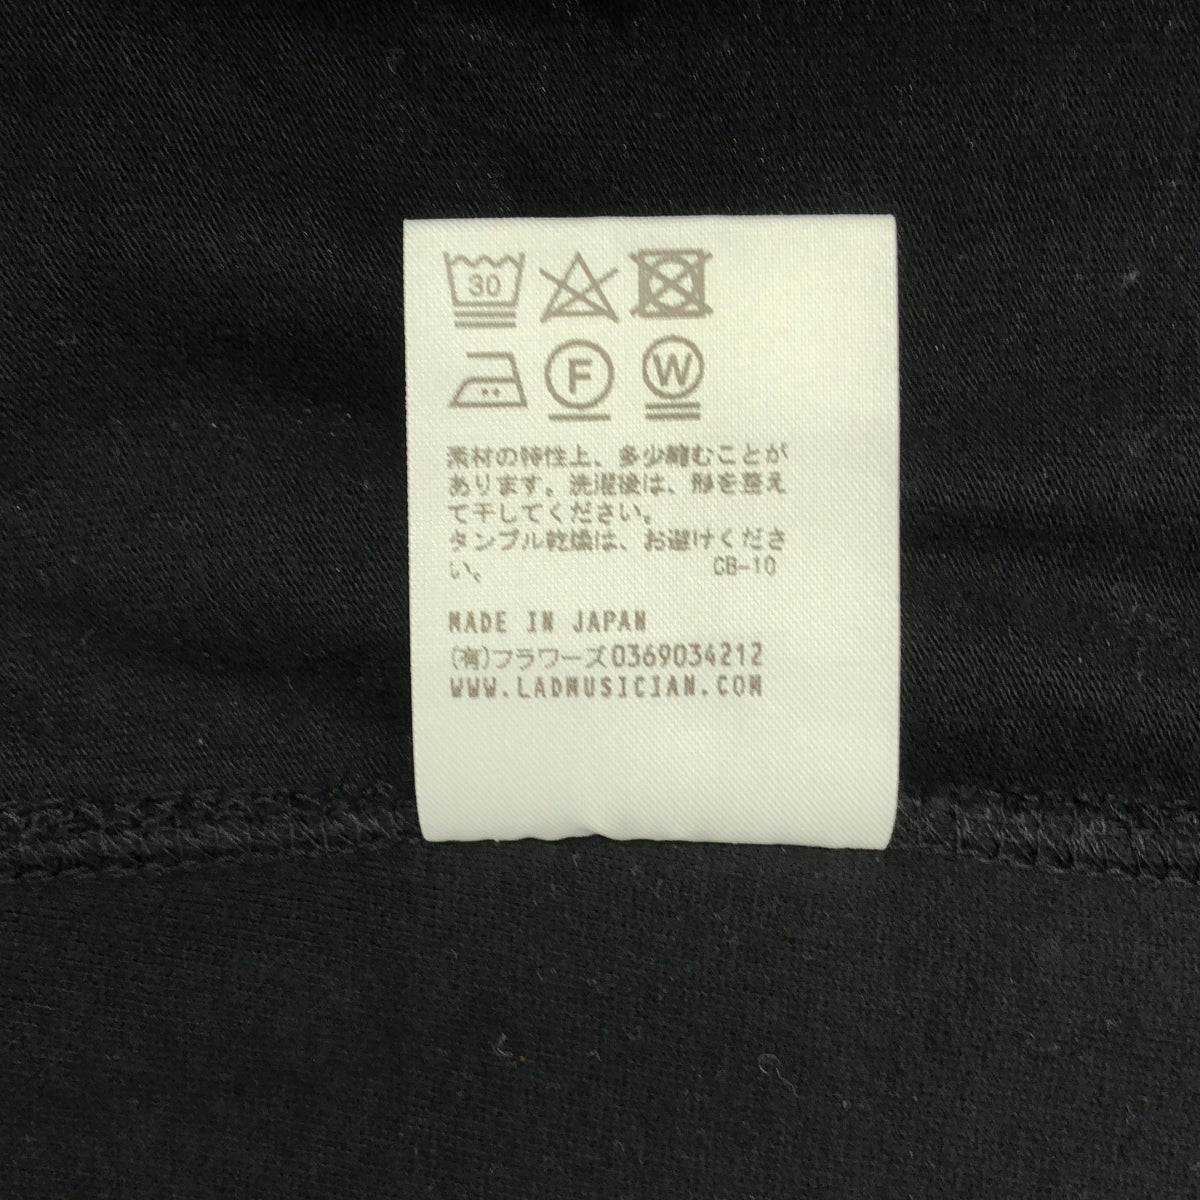 30
F W
素材の特性上、多少縮むことが
あります。洗濯後は、形を整え
て干してください。
タンブル乾燥は、お避けくださ
い。 CB-10
MADE IN JAPAN
(有)フラワーズ0369034212
WWW.LADMUSICIAN.COM